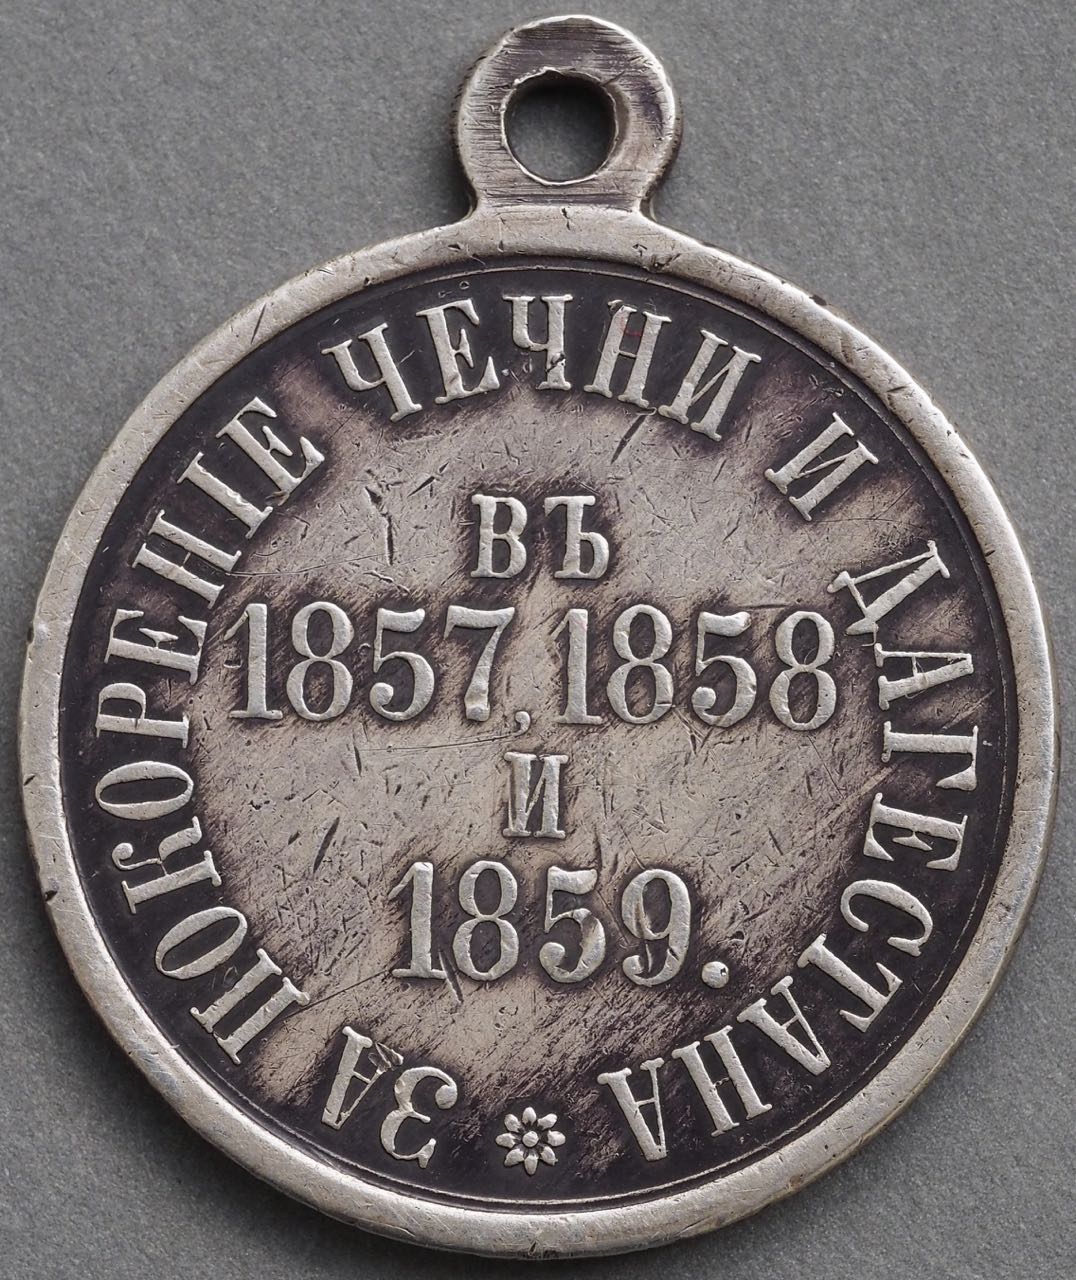 ЗА ПОКОРЕНІЕ ЧЕЧНИ И ДАГЕСТАНА
ВЪ
1857, 1858
И
1859.